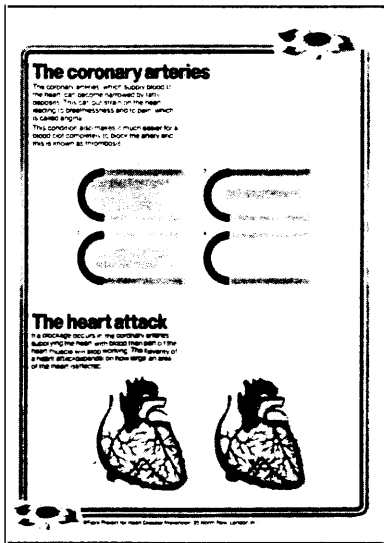 The coronary arteries
The coronary arteries, which supply blood to
the heart, can become narrowed by fatty
deposits. This can put strain on the heart
leading to breathlessness and to pain, which
is called angina.
This condition also makes it much easier for a
blood clot completely to block the artery and
this is known as thrombosis.
The heart attack
If a blockage occurs in the coronary arteries
supplying the heart with blood then part of the
heart muscle will stop working. The severity of
a heart attack depends on how large an area
of the heart is affected.